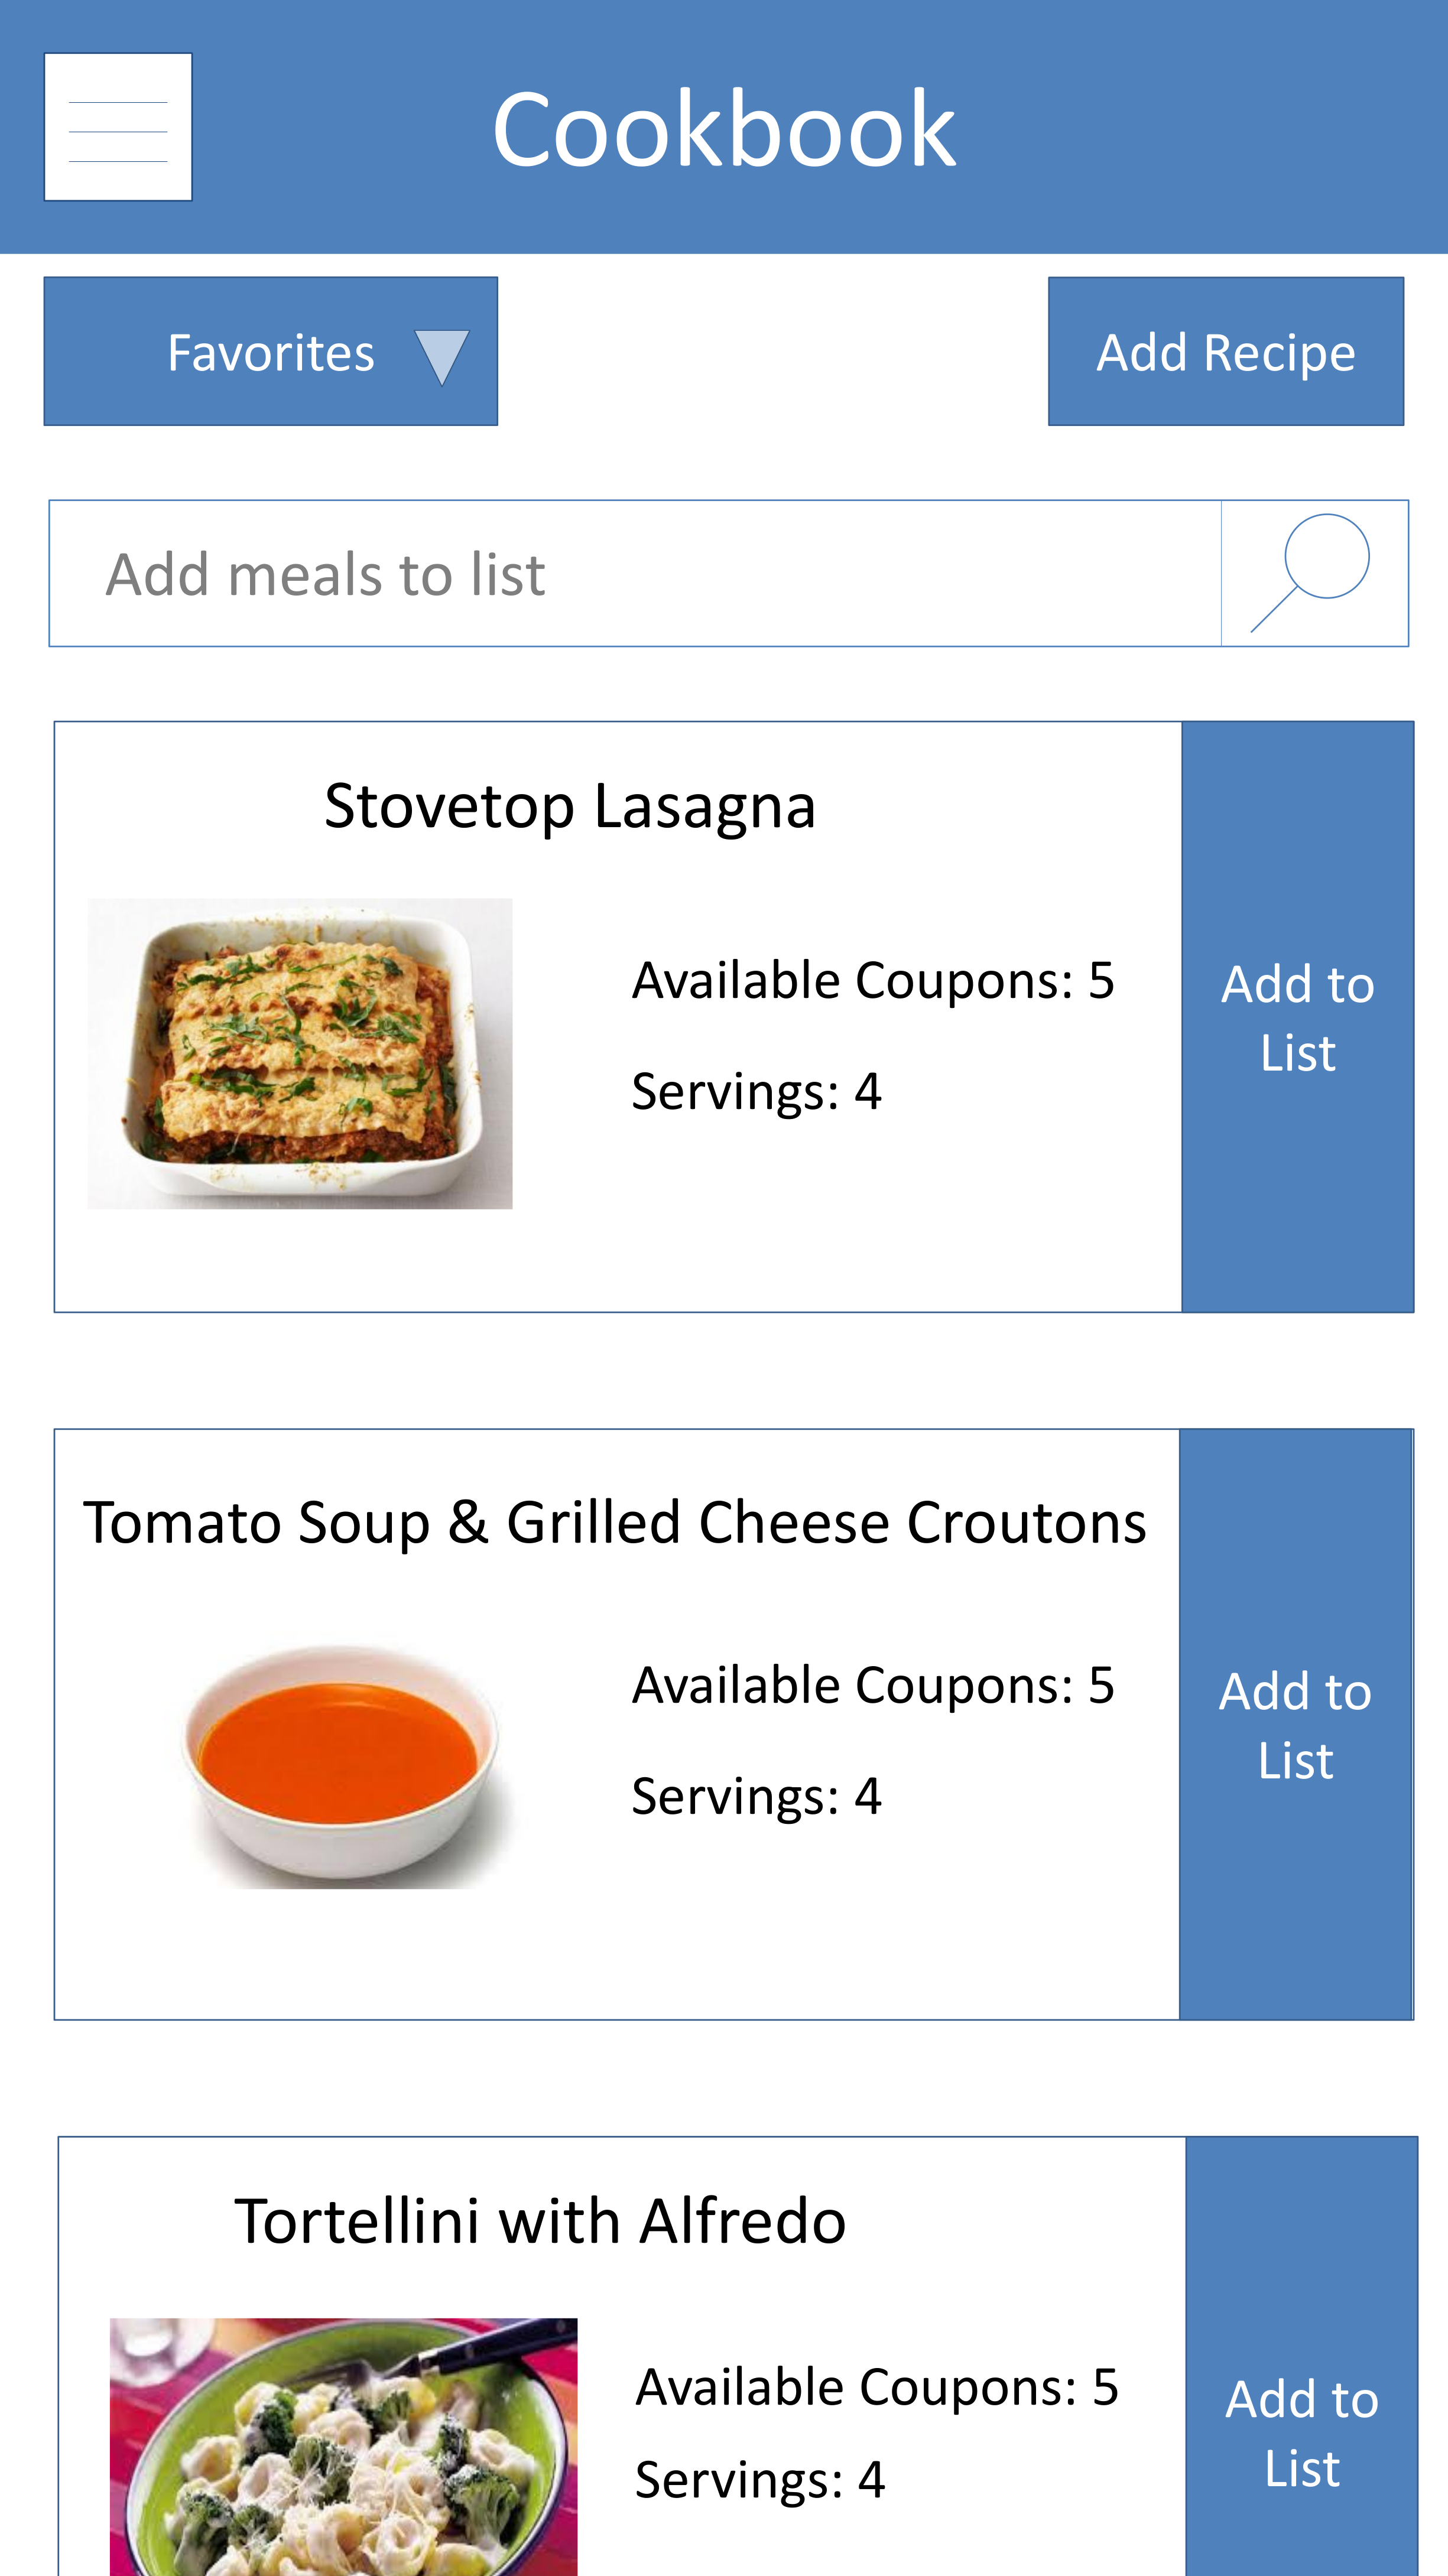 Cookbook
Favorites
Add Recipe
Add meals to list
Stovetop Lasagna
Available Coupons: 5
Servings: 4
Add to
List
Tomato Soup & Grilled Cheese Croutons
Available Coupons: 5
Servings: 4
Add to
List
Tortellini with Alfredo
Available Coupons: 5
Servings: 4
Add to
List